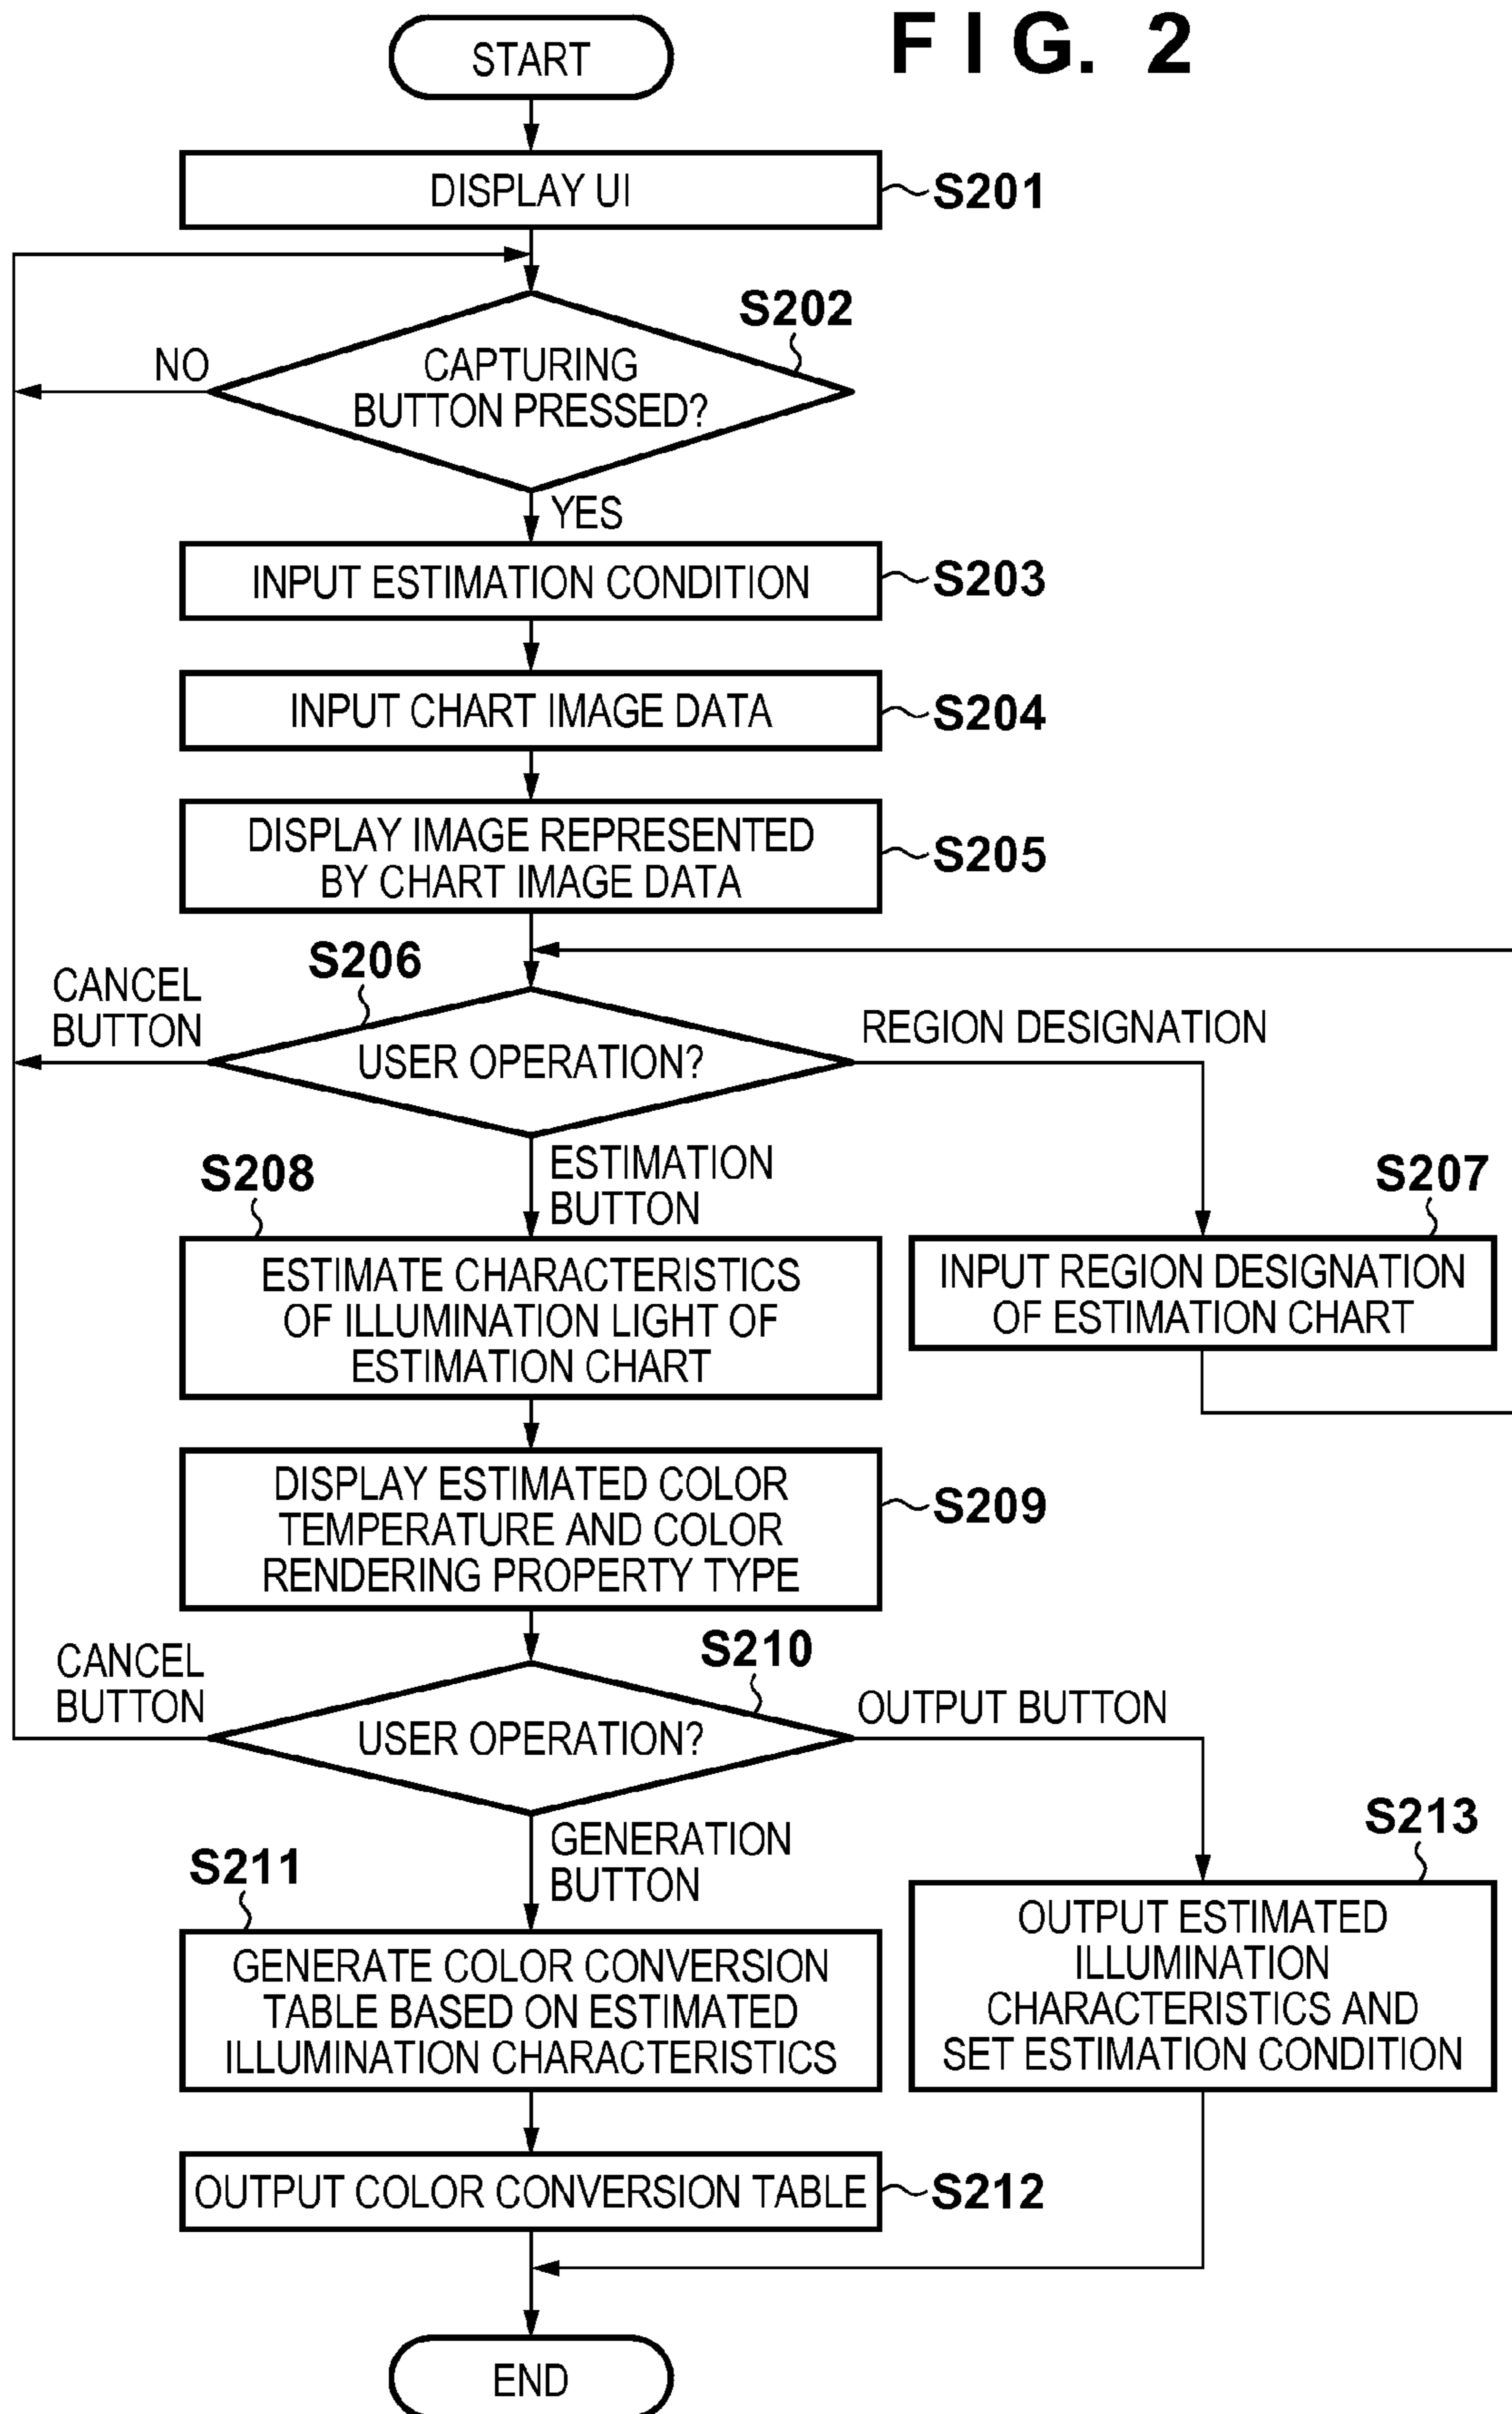 FIG. 2
START
DISPLAY UI
S201
S202
NO
CAPTURING
BUTTON PRESSED?
YES
INPUT ESTIMATION CONDITION
S203
INPUT CHART IMAGE DATA
S204
DISPLAY IMAGE REPRESENTED
BY CHART IMAGE DATA
S205
S206
CANCEL
BUTTON
USER OPERATION?
REGION DESIGNATION
ESTIMATION
BUTTON
S208
S207
ESTIMATE CHARACTERISTICS
OF ILLUMINATION LIGHT OF
ESTIMATION CHART
INPUT REGION DESIGNATION
OF ESTIMATION CHART
DISPLAY ESTIMATED COLOR
TEMPERATURE AND COLOR
RENDERING PROPERTY TYPE
S209
S210
CANCEL
BUTTON
USER OPERATION?
OUTPUT BUTTON
GENERATION
BUTTON
S211
S213
GENERATE COLOR CONVERSION
TABLE BASED ON ESTIMATED
ILLUMINATION CHARACTERISTICS
OUTPUT ESTIMATED
ILLUMINATION
CHARACTERISTICS AND
SET ESTIMATION CONDITION
OUTPUT COLOR CONVERSION TABLE
S212
END